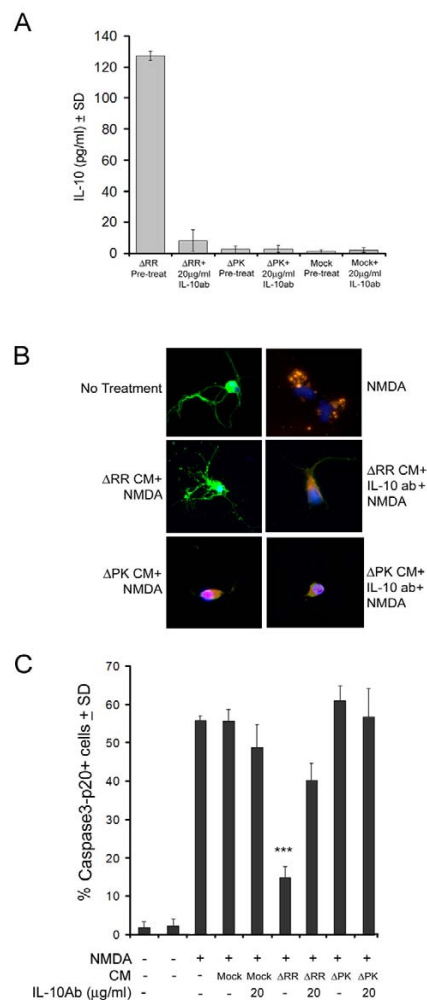 A
140
120
100
80
60
40
20
0
IL-10 (pg/ml) ± SD
ΔRR Pre-treat
ΔRR+ 20μg/ml IL-10ab
ΔPK Pre-treat
ΔPK+ 20μg/ml IL-10ab
Mock Pre-treat
Mock+ 20μg/ml IL-10ab
B
No Treatment
NMDA
ΔRR CM+
NMDA
ΔRR CM+
IL-10 ab+
NMDA
ΔPK CM+
NMDA
ΔPK CM+
IL-10 ab+
NMDA
C
70
60
50
40
30
20
10
0
% Caspase3-p20+ cells ± SD
***
NMDA - - + + + + + + +
CM - - - Mock Mock ΔRR ΔRR ΔPK ΔPK
IL-10Ab (μg/ml) - - - 20 - 20 - 20